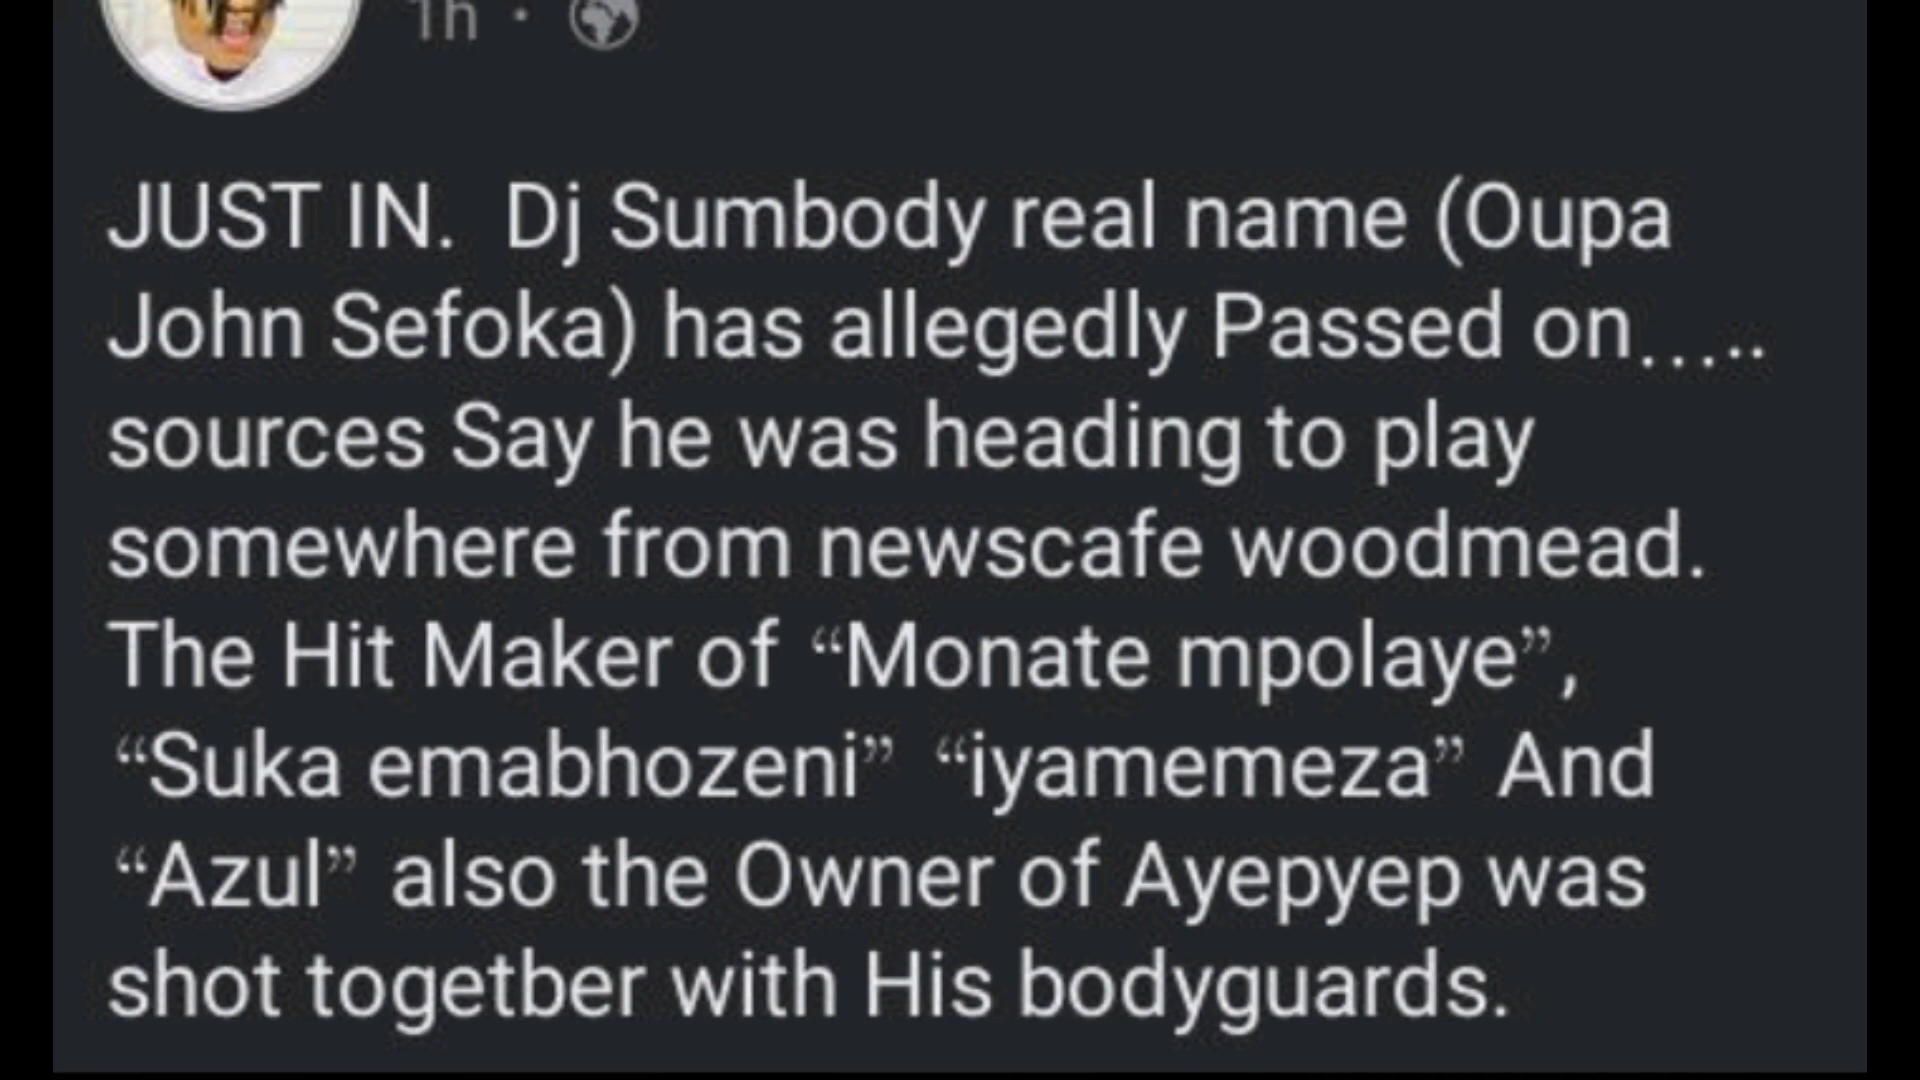 1h ·
JUST IN.  Dj Sumbody real name (Oupa
John Sefoka) has allegedly Passed on…..
sources Say he was heading to play
somewhere from newscafe woodmead.
The Hit Maker of “Monate mpolaye”,
“Suka emabhozeni” “iyamemeza” And
“Azul” also the Owner of Ayepyep was
shot togetber with His bodyguards.